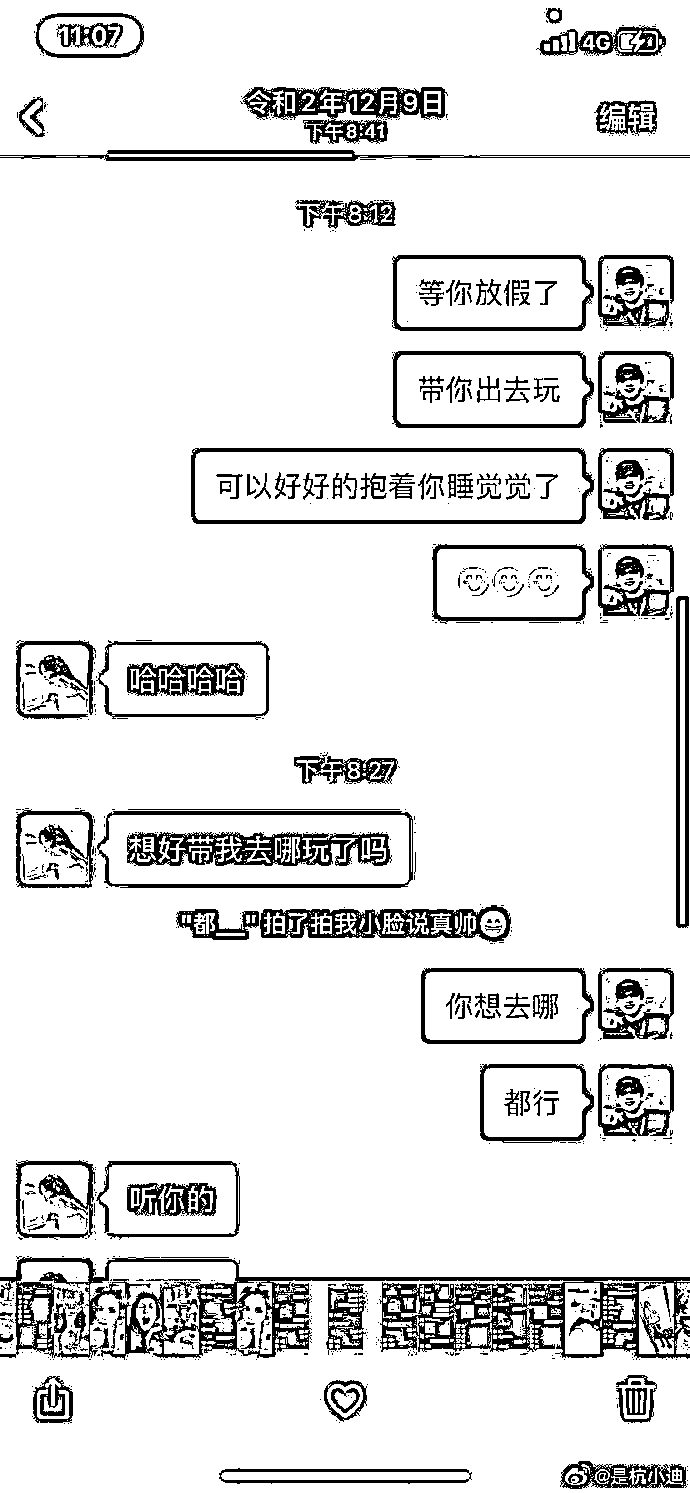 11:07
4G
令和2年12月9日
下午8:41
编辑
下午8:12
等你放假了
带你出去玩
可以好好的抱着你睡觉觉了
哈哈哈哈
下午8:27
想好带我去哪玩了吗
"都__" 拍了拍我小脸说真帅
你想去哪
都行
听你的
@是杭小迪